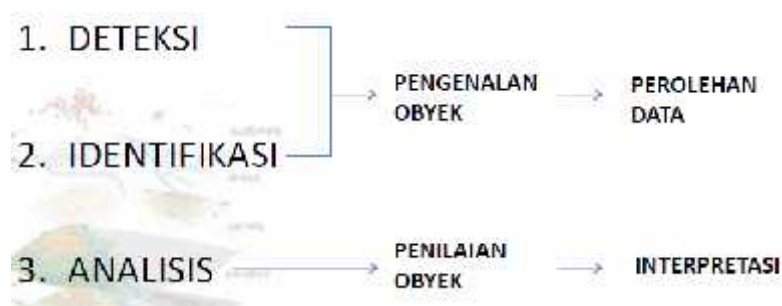 1. DETEKSI
PENGENALAN
OBYEK
PEROLEHAN
DATA
2. IDENTIFIKASI
3. ANALISIS
PENILAIAN
OBYEK
INTERPRETASI